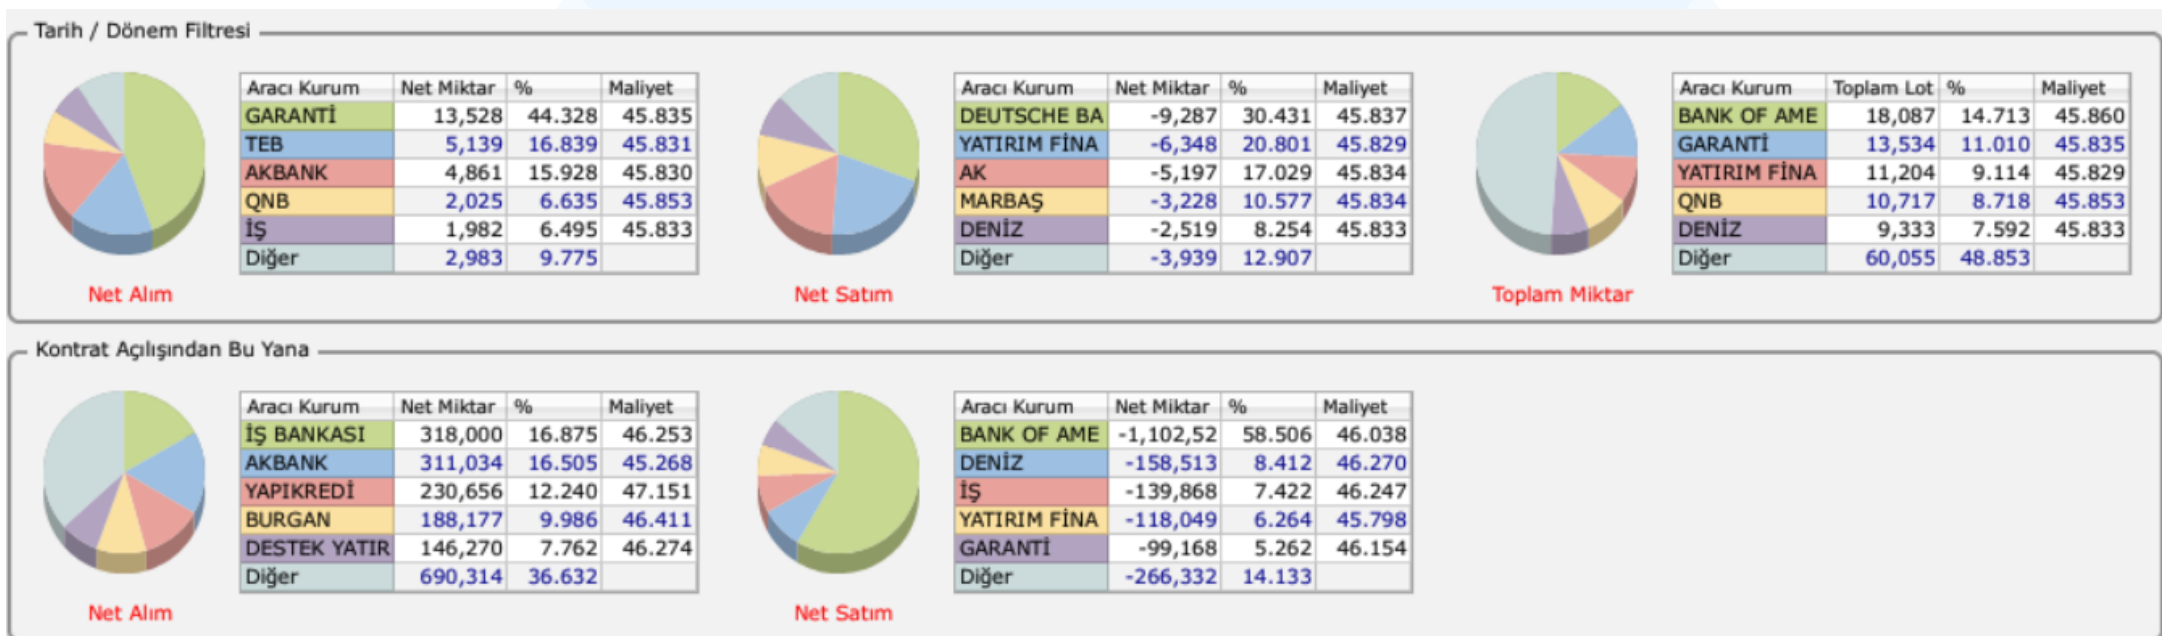 Tarih / Dönem Filtresi
Aracı Kurum Net Miktar % Maliyet
GARANTİ 13,528 44.328 45.835
TEB 5,139 16.839 45.831
AKBANK 4,861 15.928 45.830
QNB 2,025 6.635 45.853
İŞ 1,982 6.495 45.833
Diğer 2,983 9.775
Net Alım
Aracı Kurum Net Miktar % Maliyet
DEUTSCHE BA -9,287 30.431 45.837
YATIRIM FİNA -6,348 20.801 45.829
AK -5,197 17.029 45.834
MARBAŞ -3,228 10.577 45.834
DENİZ -2,519 8.254 45.833
Diğer -3,939 12.907
Net Satım
Aracı Kurum Toplam Lot % Maliyet
BANK OF AME 18,087 14.713 45.860
GARANTİ 13,534 11.010 45.835
YATIRIM FİNA 11,204 9.114 45.829
QNB 10,717 8.718 45.853
DENİZ 9,333 7.592 45.833
Diğer 60,055 48.853
Toplam Miktar
Kontrat Açılışından Bu Yana
Aracı Kurum Net Miktar % Maliyet
İŞ BANKASI 318,000 16.875 46.253
AKBANK 311,034 16.505 45.268
YAPIKREDİ 230,656 12.240 47.151
BURGAN 188,177 9.986 46.411
DESTEK YATIR 146,270 7.762 46.274
Diğer 690,314 36.632
Net Alım
Aracı Kurum Net Miktar % Maliyet
BANK OF AME -1,102,52 58.506 46.038
DENİZ -158,513 8.412 46.270
İŞ -139,868 7.422 46.247
YATIRIM FİNA -118,049 6.264 45.798
GARANTİ -99,168 5.262 46.154
Diğer -266,332 14.133
Net Satım